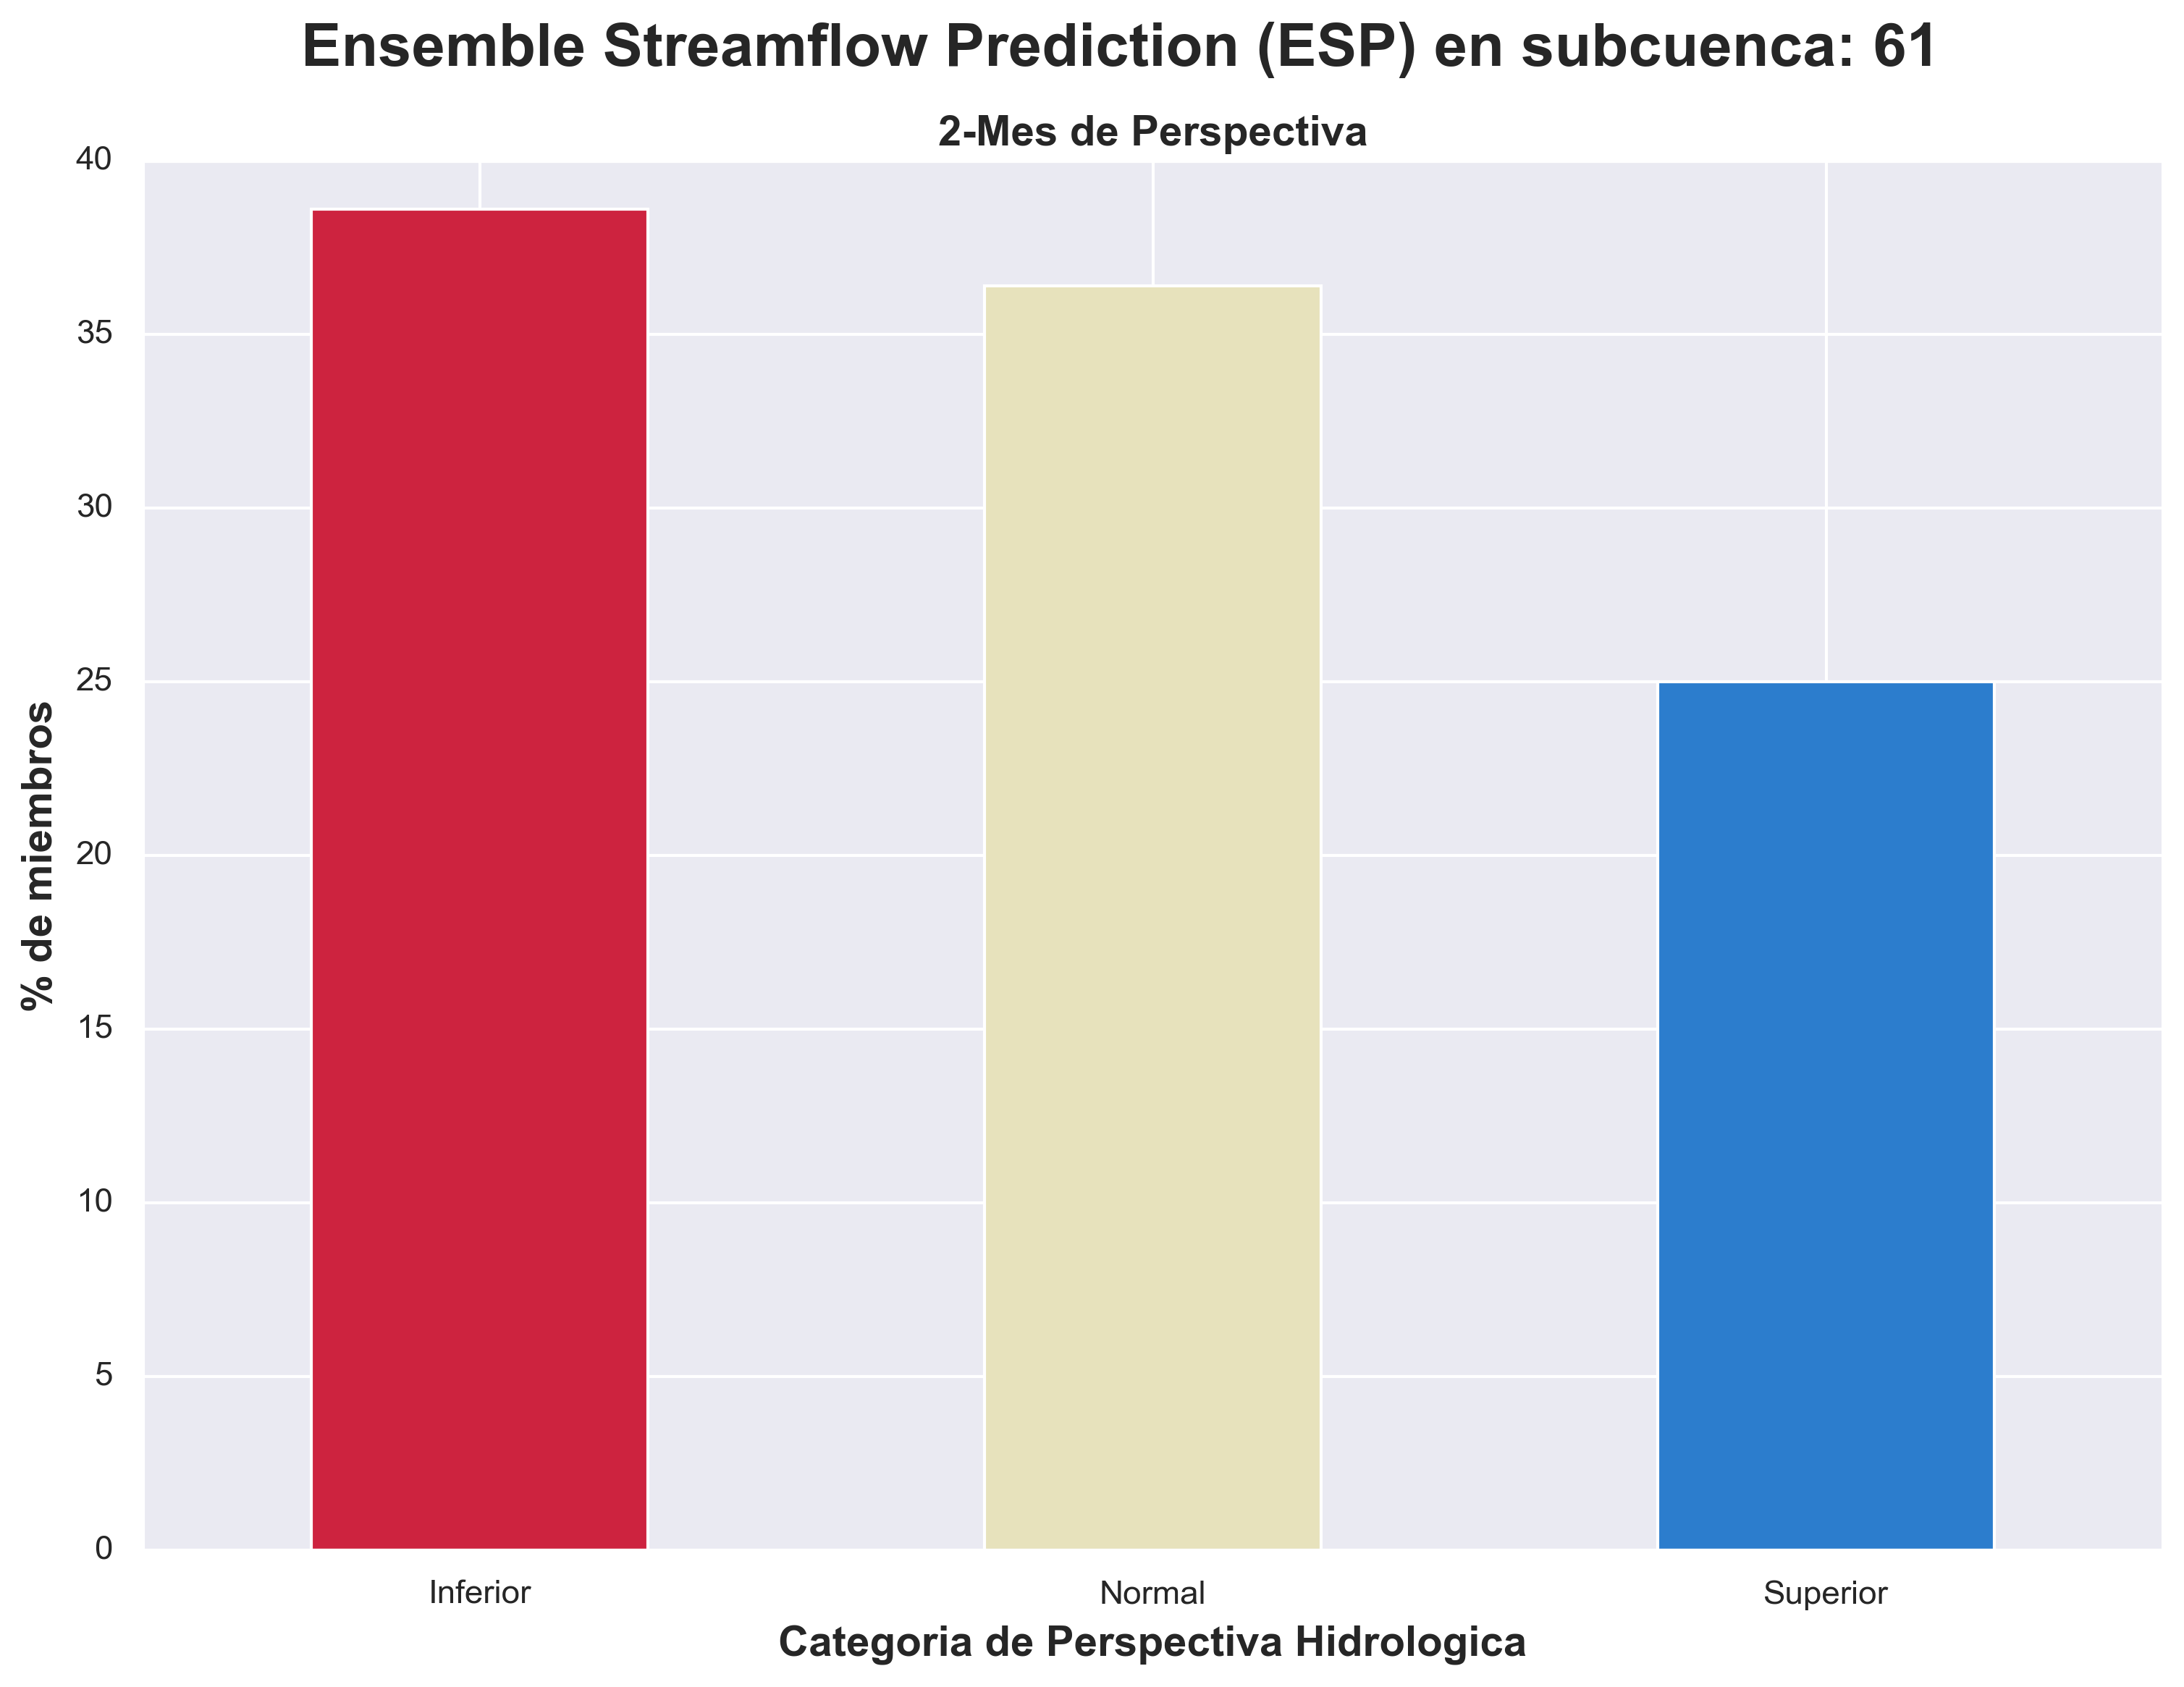 Ensemble Streamflow Prediction (ESP) en subcuenca: 61
2-Mes de Perspectiva
40
35
30
25
20
15
10
5
0
% de miembros
Inferior Normal Superior
Categoria de Perspectiva Hidrologica